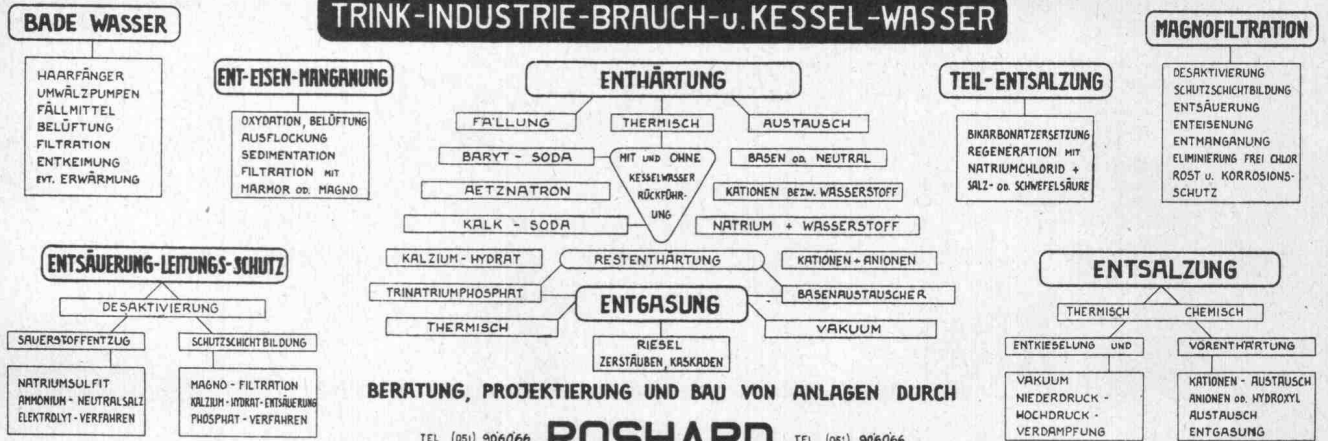 TRINK-INDUSTRIE-BRAUCH-u.KESSEL-WASSER
BADE WASSER
HAARFÄNGER
UMWÄLZPUMPEN
FÄLLMITTEL
BELÜFTUNG
FILTRATION
ENTKEIMUNG
EVT. ERWÄRMUNG
ENT-EISEN-MANGANUNG
OXYDATION, BELÜFTUNG
AUSFLOCKUNG
SEDIMENTATION
FILTRATION MIT
MARMOR OD. MAGNO
ENTHÄRTUNG
FÄLLUNG
THERMISCH
AUSTAUSCH
BARYT - SODA
AETZNATRON
KALK - SODA
MIT UND OHNE
KESSELWASSER
RÜCKFÜHR-
UNG
BASEN OD. NEUTRAL
KATIONEN BEZW. WASSERSTOFF
NATRIUM + WASSERSTOFF
KALZIUM-HYDRAT
RESTENTHÄRTUNG
KATIONEN+ANIONEN
TRINATRIUMPHOSPHAT
BASENAUSTAUSCHER
ENTGASUNG
THERMISCH
VAKUUM
RIESEL
ZERSTÄUBEN, KASKADEN
TEIL-ENTSALZUNG
BIKARBONATZERSETZUNG
REGENERATION MIT
NATRIUMCHLORID +
SALZ- OD. SCHWEFELSÄURE
MAGNOFILTRATION
DESAKTIVIERUNG
SCHUTZSCHICHTBILDUNG
ENTSÄUERUNG
ENTEISENUNG
ENTMANGANUNG
ELIMINIERUNG FREI CHLOR
ROST u. KORROSIONS-
SCHUTZ
ENTSÄUERUNG-LEITUNGS-SCHUTZ
DESAKTIVIERUNG
SAUERSTOFFENTZUG
SCHUTZSCHICHTBILDUNG
NATRIUMSULFIT
AMMONIUM - NEUTRALSALZ
ELEKTROLYT-VERFAHREN
MAGNO - FILTRATION
KALZIUM-HYDRAT-ENTSÄUERUNG
PHOSPHAT-VERFAHREN
ENTSALZUNG
THERMISCH
CHEMISCH
ENTKIESELUNG UND
VORENTHÄRTUNG
VAKUUM
NIEDERDRUCK -
HOCHDRUCK -
VERDAMPFUNG
KATIONEN - AUSTAUSCH
ANIONEN OD. HYDROXYL
AUSTAUSCH
ENTGASUNG
BERATUNG, PROJEKTIERUNG UND BAU VON ANLAGEN DURCH
TEL. (051) 906066 POSHARD TEL. (051) 906066